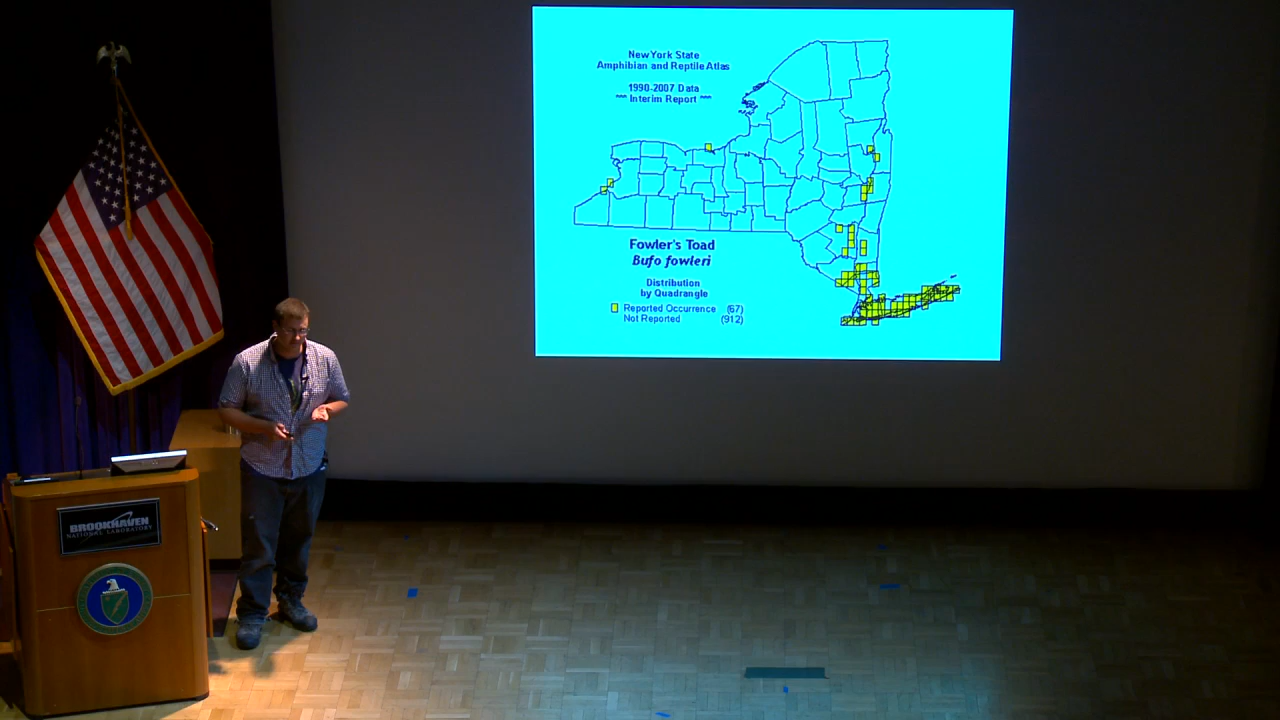 New York State
Amphibian and Reptile Atlas
1990-2007 Data
~~~ Interim Report ~~~
Fowler's Toad
Bufo fowleri
Distribution
by Quadrangle
Reported Occurrence (67)
Not Reported (912)
BROOKHAVEN
NATIONAL LABORATORY